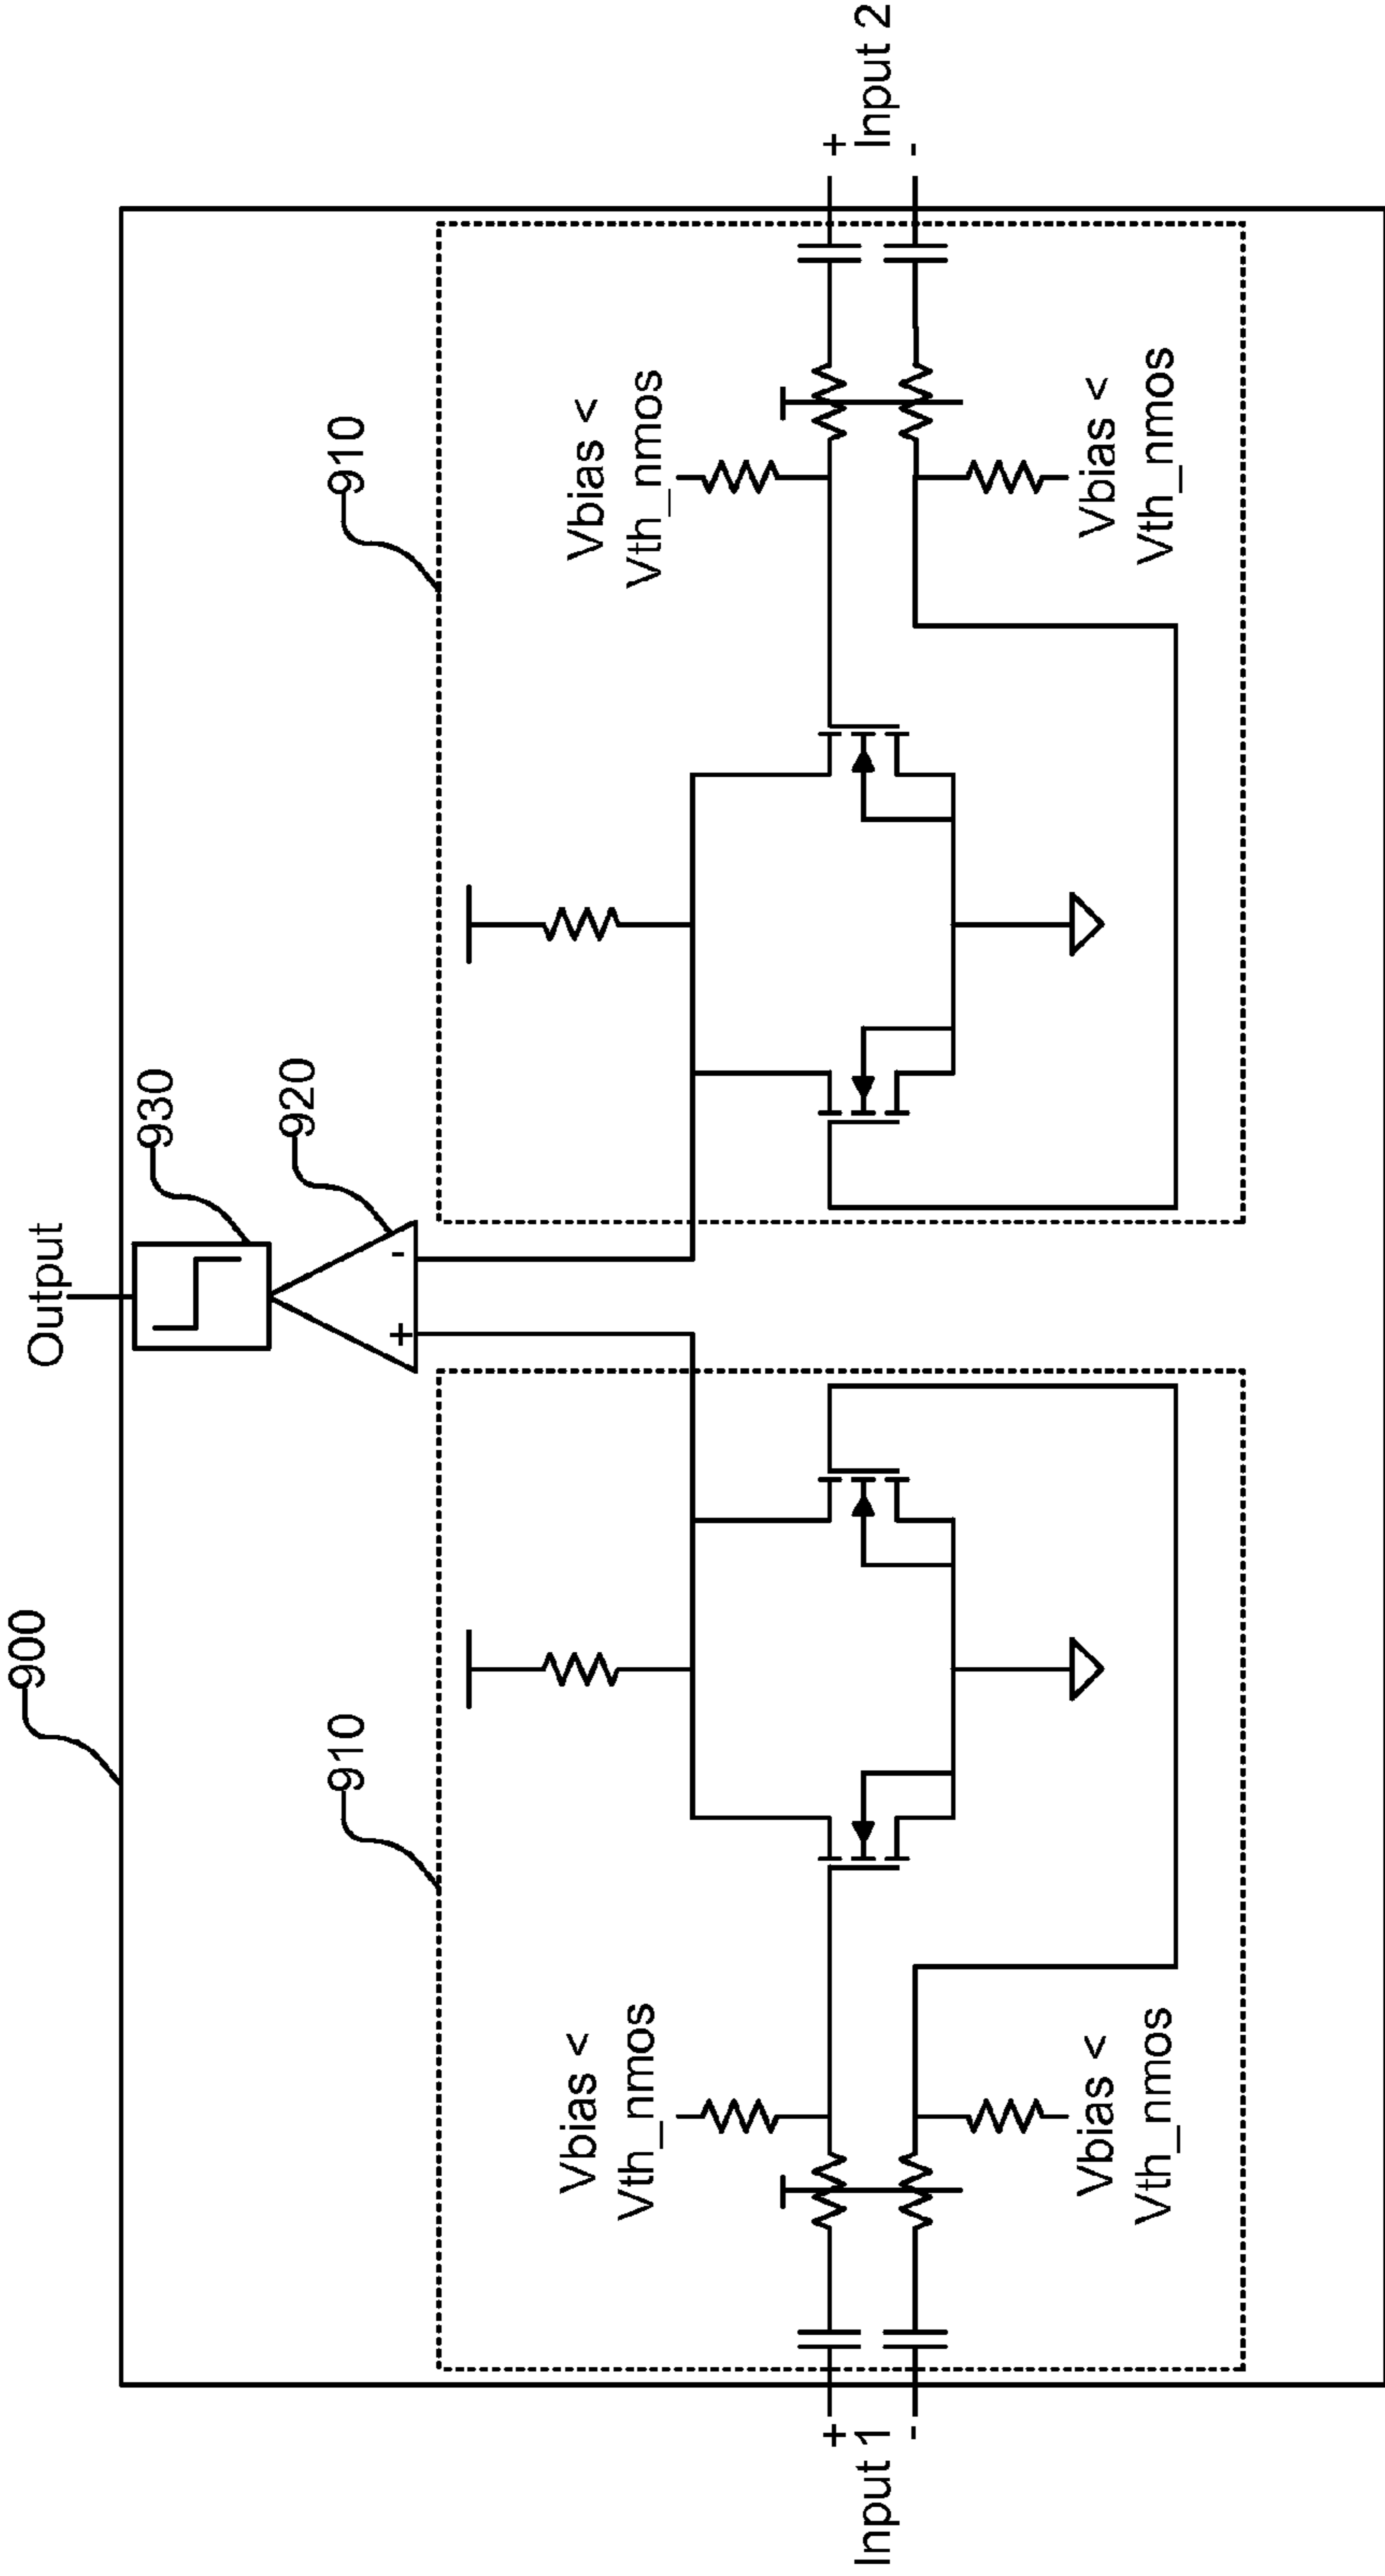 900
Output
930
920
910
910
-
+
Vbias <
Vth_nmos
Vbias <
Vth_nmos
+
Input 1
-
+
Input 2
-
Vbias <
Vth_nmos
Vbias <
Vth_nmos